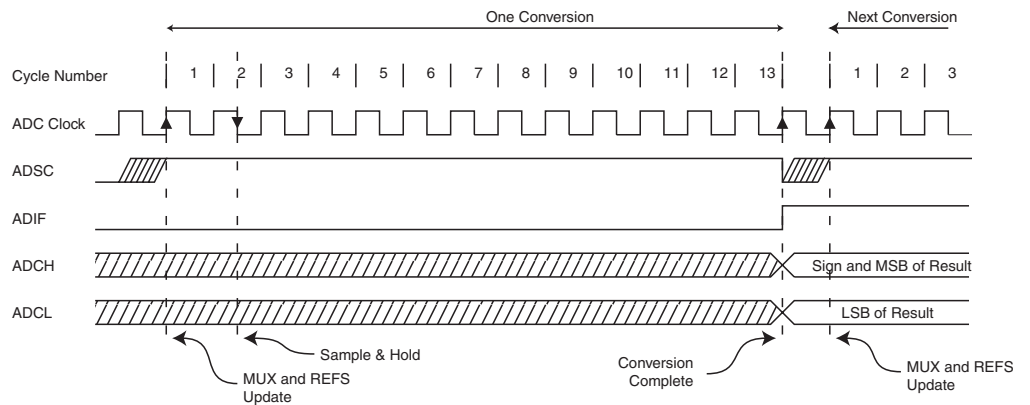 One Conversion
Next Conversion
Cycle Number
1 2 3 4 5 6 7 8 9 10 11 12 13 1 2 3
ADC Clock
ADSC
ADIF
ADCH
Sign and MSB of Result
ADCL
LSB of Result
Sample & Hold
MUX and REFS
Update
Conversion
Complete
MUX and REFS
Update